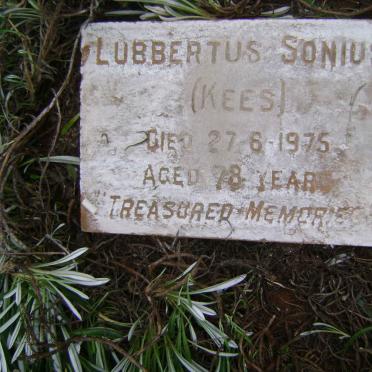 LUBBERTUS SONIUS
(KEES)
DIED 27·6·1975
AGED 78 YEARS
"TREASURED MEMORIES